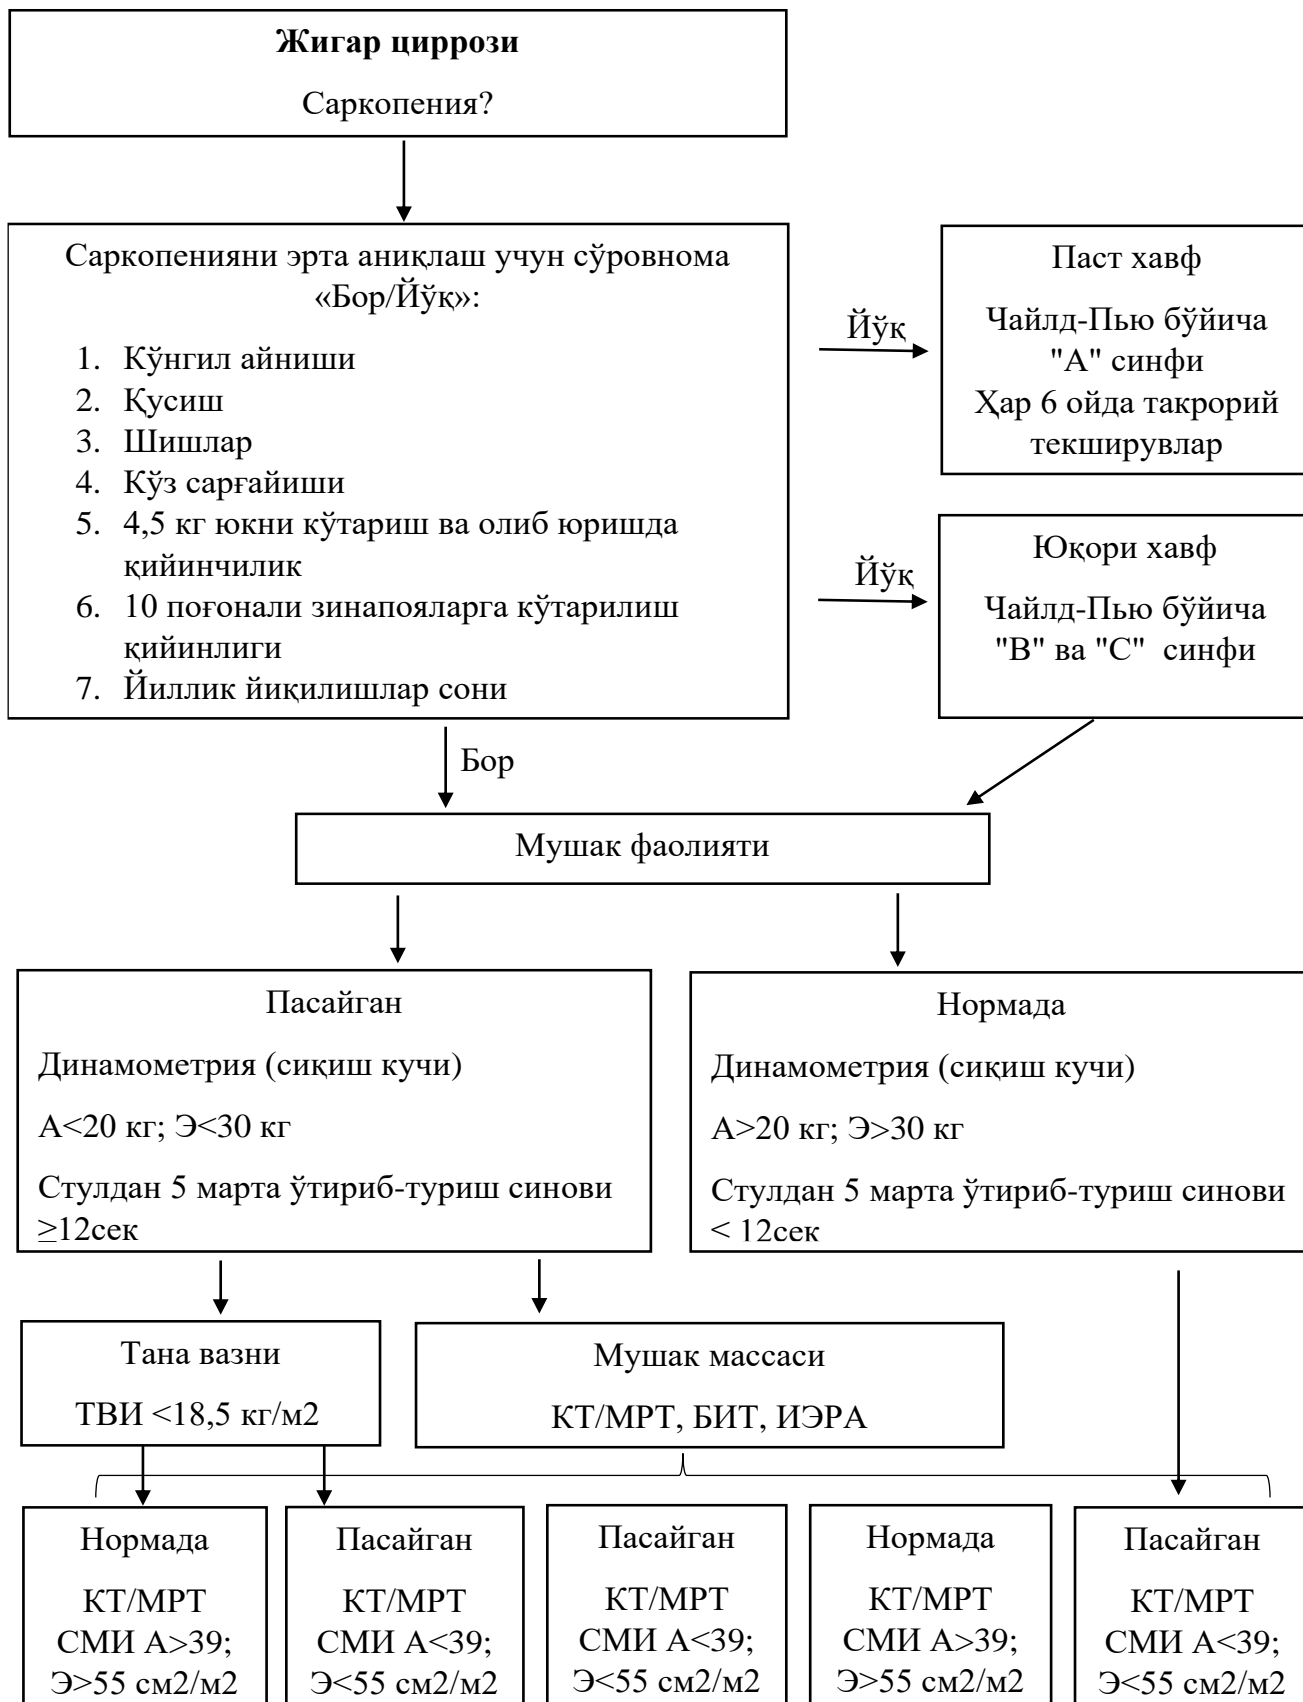 Жигар циррози
Саркопения?
Саркопенияни эрта аниқлаш учун сўровнома
«Бор/Йўқ»:
1. Кўнгил айниши
2. Қусиш
3. Шишлар
4. Кўз сарғайиши
5. 4,5 кг юкни кўтариш ва олиб юришда
қийинчилик
6. 10 поғонали зинапояларга кўтарилиш
қийинлиги
7. Йиллик йиқилишлар сони
Йўқ
Паст хавф
Чайлд-Пью бўйича
"А" синфи
Ҳар 6 ойда такрорий
текширувлар
Йўқ
Юқори хавф
Чайлд-Пью бўйича
"В" ва "С" синфи
Бор
Мушак фаолияти
Пасайган
Динамометрия (сиқиш кучи)
А<20 кг; Э<30 кг
Стулдан 5 марта ўтириб-туриш синови
≥12сек
Нормада
Динамометрия (сиқиш кучи)
А>20 кг; Э>30 кг
Стулдан 5 марта ўтириб-туриш синови
< 12сек
Тана вазни
ТВИ <18,5 кг/м2
Мушак массаси
КТ/МРТ, БИТ, ИЭРА
Нормада
КТ/МРТ
СМИ А>39;
Э>55 см2/м2
Пасайган
КТ/МРТ
СМИ А<39;
Э<55 см2/м2
Пасайган
КТ/МРТ
СМИ А<39;
Э<55 см2/м2
Нормада
КТ/МРТ
СМИ А>39;
Э>55 см2/м2
Пасайган
КТ/МРТ
СМИ А<39;
Э<55 см2/м2